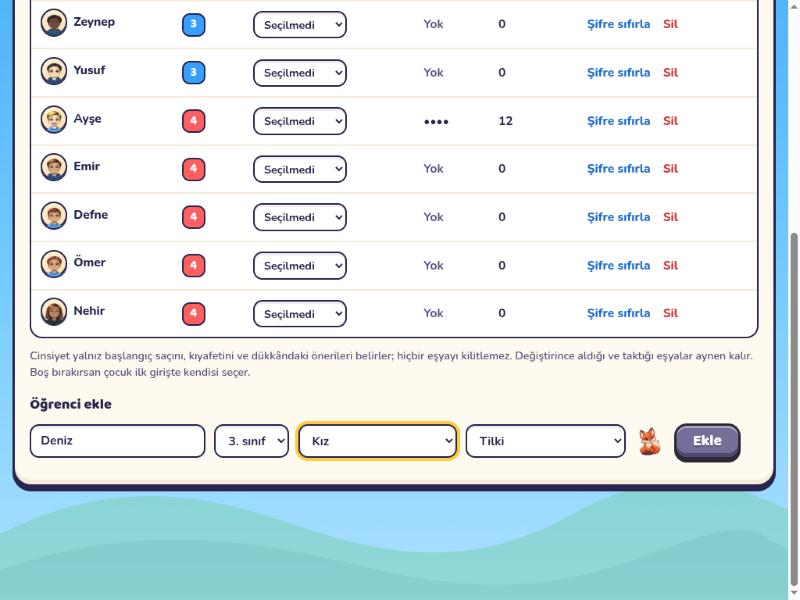 Zeynep 3 Seçilmedi Yok 0 Şifre sıfırla Sil
Yusuf 3 Seçilmedi Yok 0 Şifre sıfırla Sil
Ayşe 4 Seçilmedi •••• 12 Şifre sıfırla Sil
Emir 4 Seçilmedi Yok 0 Şifre sıfırla Sil
Defne 4 Seçilmedi Yok 0 Şifre sıfırla Sil
Ömer 4 Seçilmedi Yok 0 Şifre sıfırla Sil
Nehir 4 Seçilmedi Yok 0 Şifre sıfırla Sil
Cinsiyet yalnız başlangıç saçını, kıyafetini ve dükkândaki önerileri belirler; hiçbir eşyayı kilitlemez. Değiştirince aldığı ve taktığı eşyalar aynen kalır.
Boş bırakırsan çocuk ilk girişte kendisi seçer.
Öğrenci ekle
Deniz 3. sınıf Kız Tilki Ekle